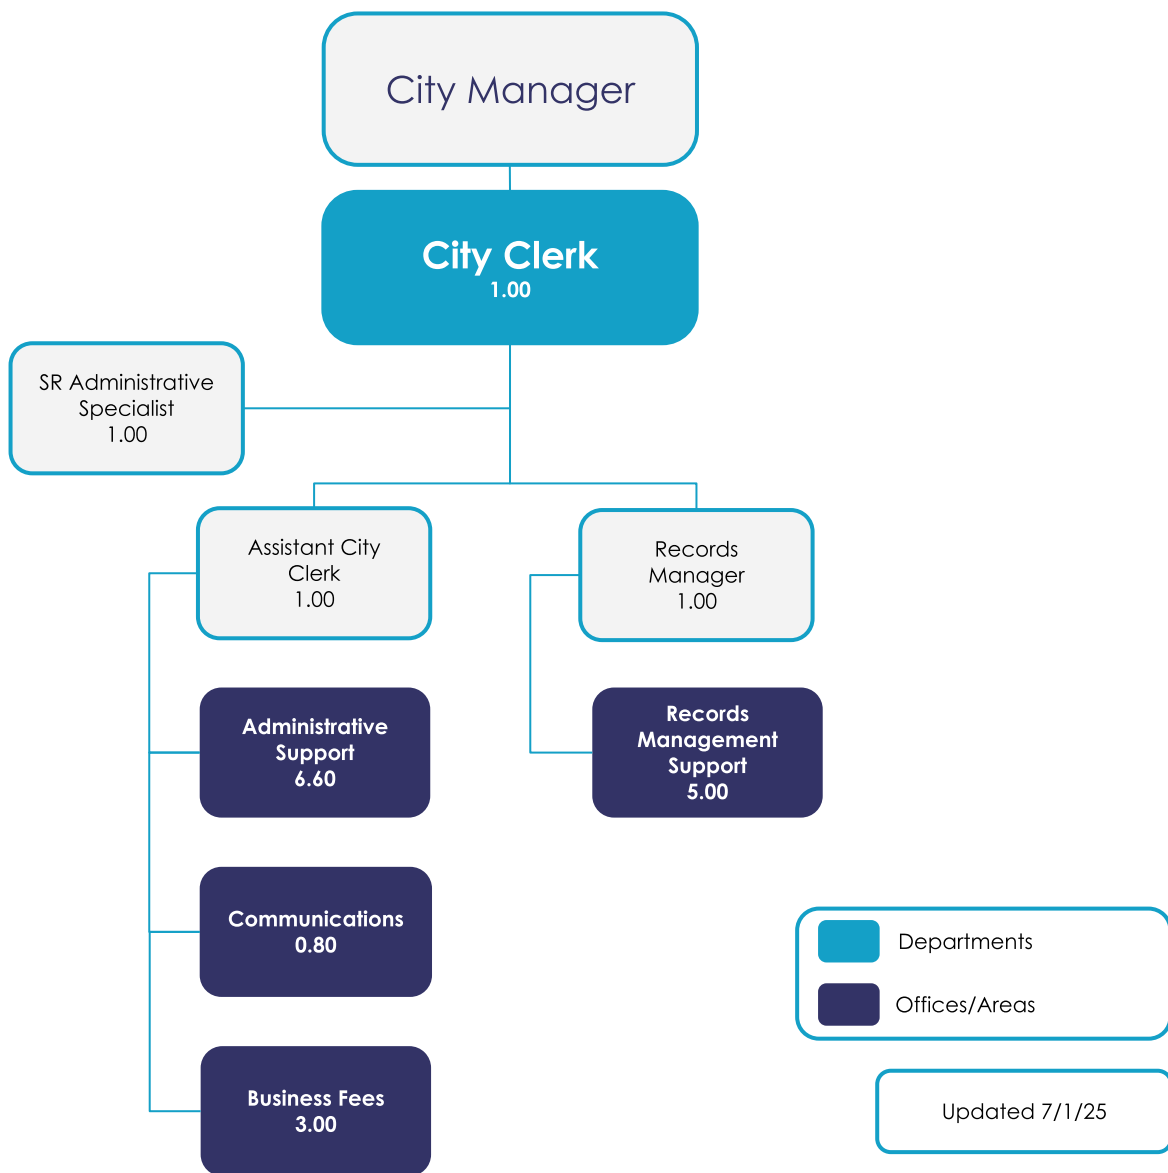 City Manager
City Clerk
1.00
SR Administrative
Specialist
1.00
Assistant City
Clerk
1.00
Records
Manager
1.00
Administrative
Support
6.60
Records
Management
Support
5.00
Communications
0.80
Business Fees
3.00
Departments
Offices/Areas
Updated 7/1/25